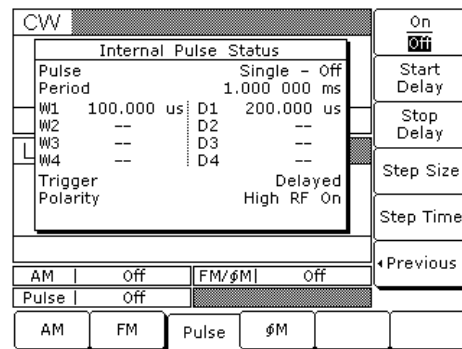 CW
Internal Pulse Status
Pulse Single – Off
Period 1.000 000 ms
W1 100.000 us D1 200.000 us
W2 -- D2 --
W3 -- D3 --
W4 -- D4 --
Trigger Delayed
Polarity High RF On
L
AM Off FM/ϕM Off
Pulse Off
AM FM Pulse ϕM
On
Off
Start
Delay
Stop
Delay
Step Size
Step Time
Previous